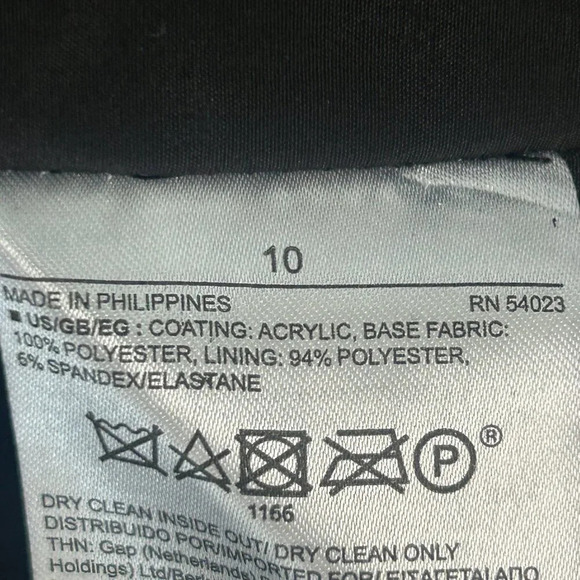 10
MADE IN PHILIPPINES RN 54023
■ US/GB/EG : COATING: ACRYLIC, BASE FABRIC:
100% POLYESTER, LINING: 94% POLYESTER,
6% SPANDEX/ELASTANE
P ®
1166
DRY CLEAN INSIDE OUT/ DRY CLEAN ONLY
DISTRIBUIDO POR/IMPORTED FOR/ ΕΙΣΑΓΕΤΑΙ ΑΠΟ
THN: Gap (Netherlands)
Holdings) Ltd/